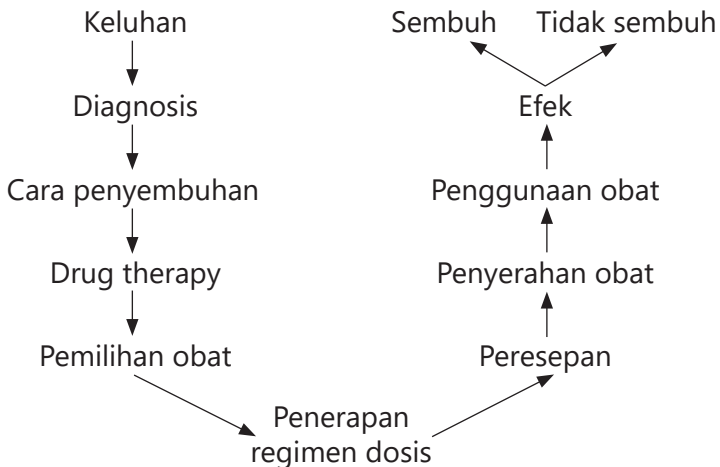 Keluhan
Diagnosis
Cara penyembuhan
Drug therapy
Pemilihan obat
Penerapan
regimen dosis
Peresepan
Penyerahan obat
Penggunaan obat
Efek
Sembuh
Tidak sembuh